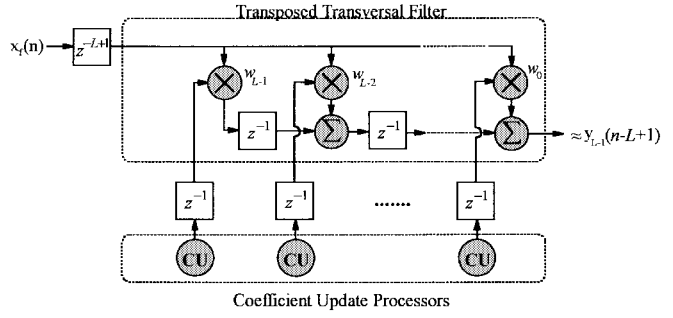 Transposed Transversal Filter
x_f(n) z^{-L+1} w_{L-1} w_{L-2} w_0
z^{-1} Σ z^{-1} Σ ≈ y_{L-1}(n-L+1)
z^{-1} z^{-1} ....... z^{-1}
CU CU CU
Coefficient Update Processors